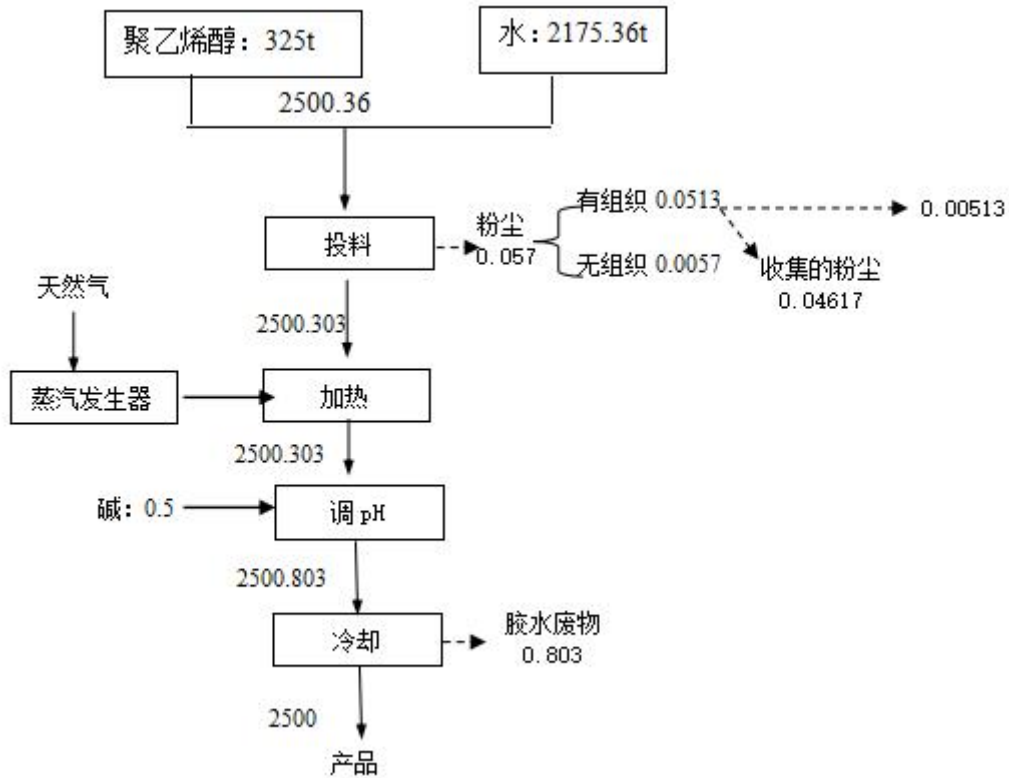 聚乙烯醇：325t
水：2175.36t
2500.36
有组织 0.0513
0.00513
粉尘
0.057
投料
无组织 0.0057
收集的粉尘
0.04617
天然气
2500.303
蒸汽发生器
加热
2500.303
碱：0.5
调 pH
2500.803
胶水废物
0.803
冷却
2500
产品